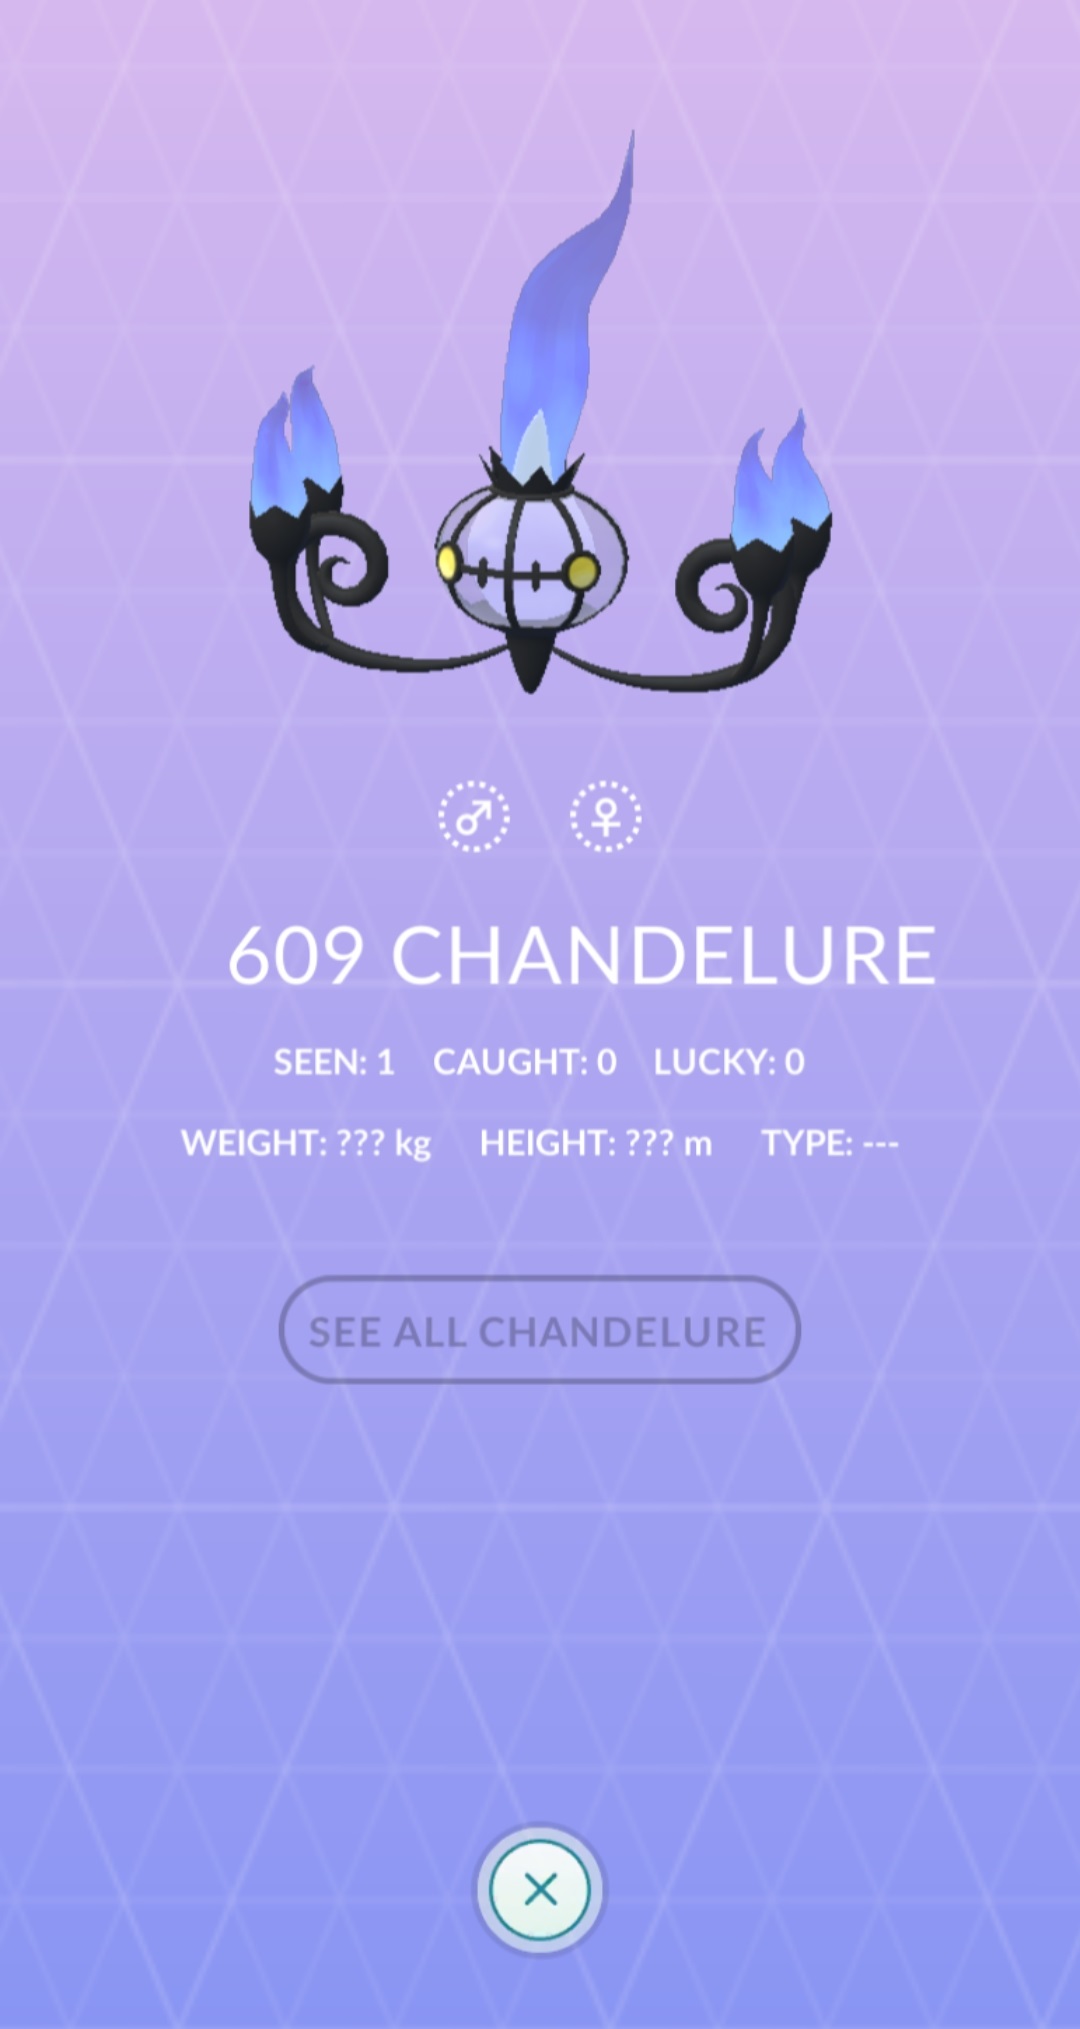 609 CHANDELURE
SEEN: 1 CAUGHT: 0 LUCKY: 0
WEIGHT: ??? kg HEIGHT: ??? m TYPE: ---
SEE ALL CHANDELURE